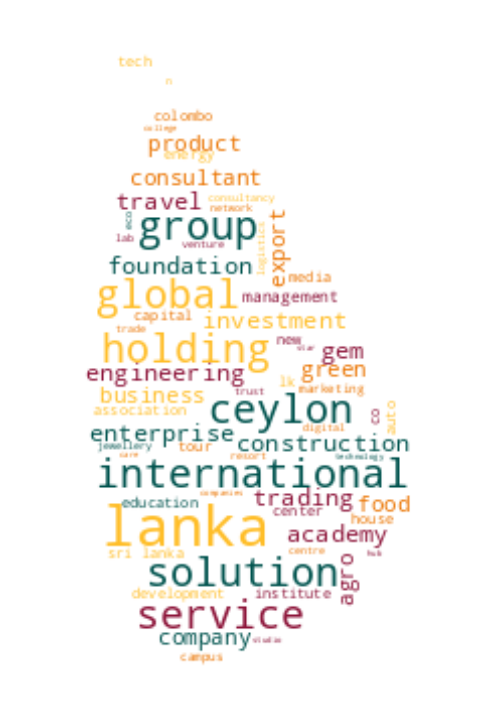 tech
n
colombo
college
product
energy
consultant
travel
consultancy
network
eco
group
export
lab
venture
logistics
foundation
media
global
management
capital
investment
trade
holding
new
star
gem
engineering
green
lk
business
trust
marketing
association
ceylon
co
auto
enterprise
digital
construction
jewellery
tour
care
resort
technology
international
companies
trading
education
food
center
lanka
house
academy
sri lanka
centre
hub
solution
agro
development
institute
service
company
studio
campus